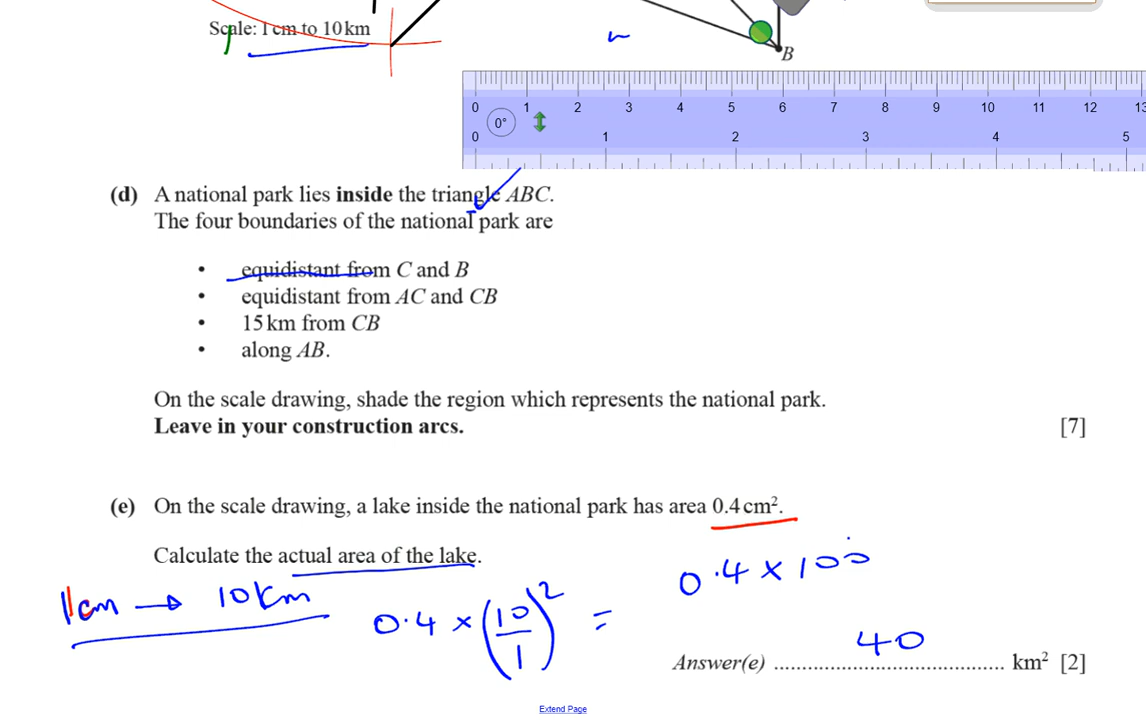 Scale: 1 cm to 10 km
B
0 1 2 3 4 5 6 7 8 9 10 11 12 13
0°
0 1 2 3 4 5
(d) A national park lies inside the triangle ABC.
The four boundaries of the national park are
• equidistant from C and B
• equidistant from AC and CB
• 15 km from CB
• along AB.
On the scale drawing, shade the region which represents the national park.
Leave in your construction arcs. [7]
(e) On the scale drawing, a lake inside the national park has area 0.4 cm².
Calculate the actual area of the lake.
0.4 × 100
1cm → 10km
0.4 × (10/1)² =
40
Answer(e) ........................................ km² [2]
Extend Page